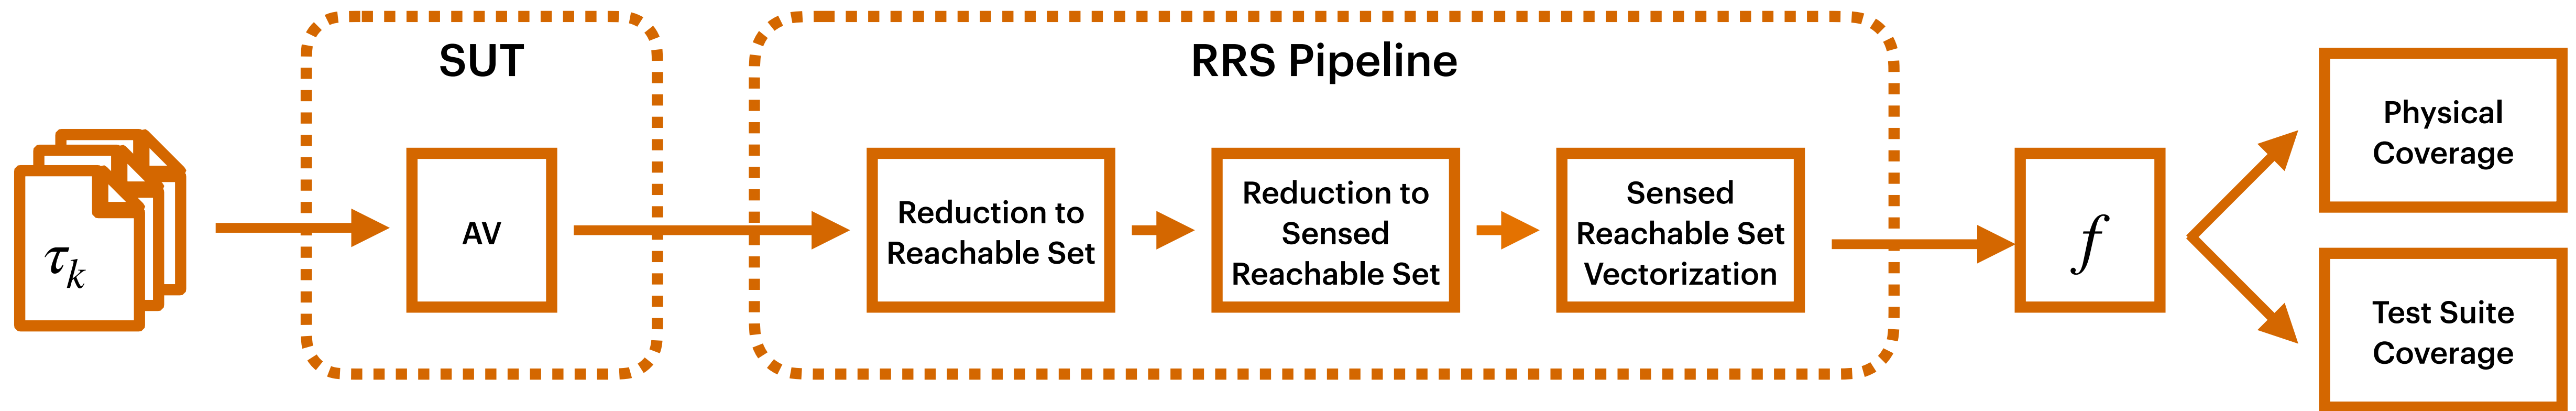 τk
SUT
AV
RRS Pipeline
Reduction to
Reachable Set
Reduction to
Sensed
Reachable Set
Sensed
Reachable Set
Vectorization
f
Physical
Coverage
Test Suite
Coverage